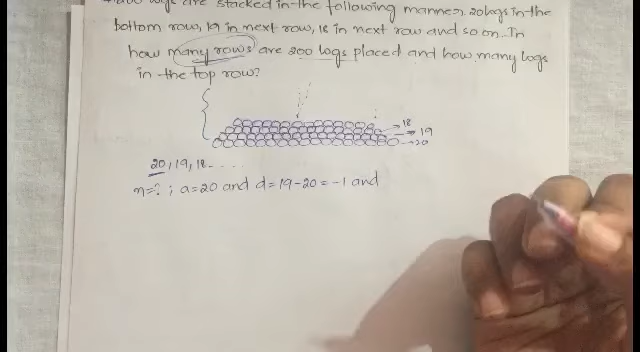 logs are stacked in the following manner, 20 logs in the
bottom row, 19 in next row, 18 in next row and so on. In
how many rows are 200 logs placed and how many logs
in the top row?
18
19
20
20, 19, 18......
n=? ; a=20 and d=19-20=-1 and